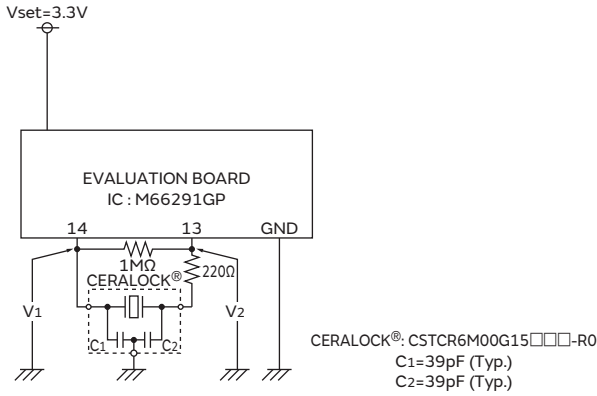 Vset=3.3V
EVALUATION BOARD
IC : M66291GP
14 13 GND
1MΩ
220Ω
CERALOCK®
V1
V2
C1 C2
CERALOCK®: CSTCR6M00G15□□□-R0
C1=39pF (Typ.)
C2=39pF (Typ.)